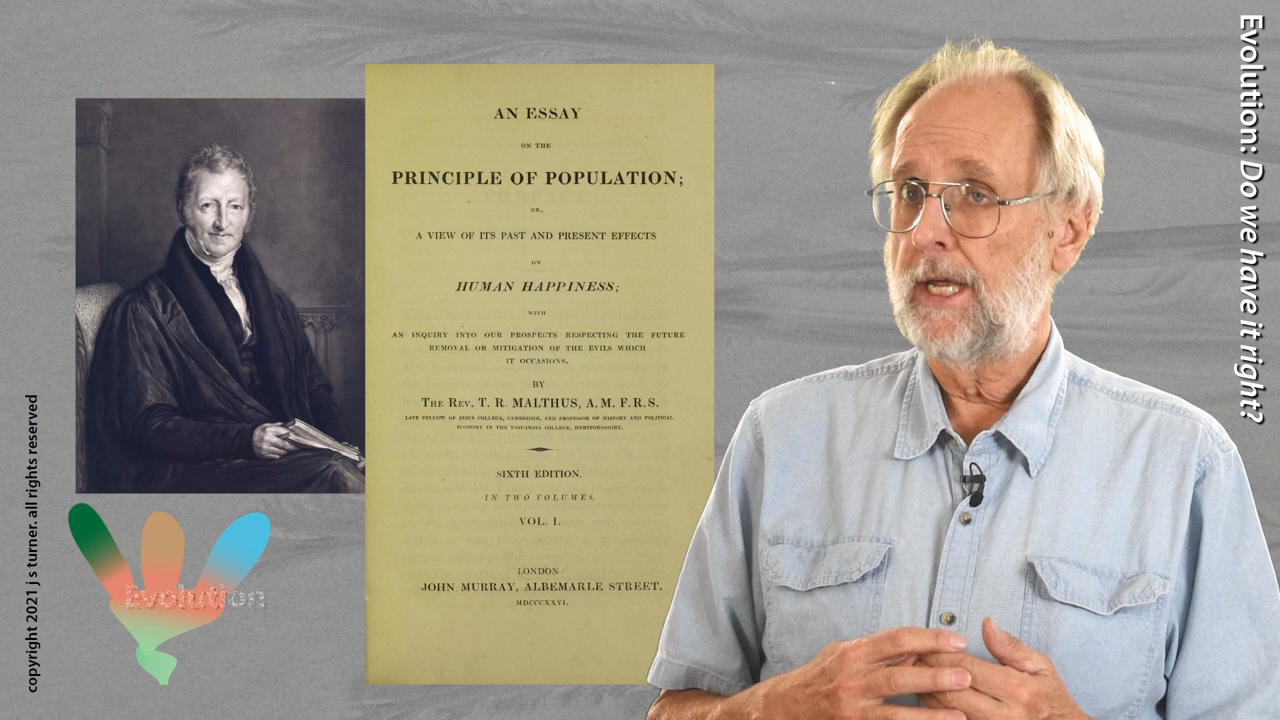 AN ESSAY
ON THE
PRINCIPLE OF POPULATION;
OR,
A VIEW OF ITS PAST AND PRESENT EFFECTS
ON
HUMAN HAPPINESS;
WITH
AN INQUIRY INTO OUR PROSPECTS RESPECTING THE FUTURE
REMOVAL OR MITIGATION OF THE EVILS WHICH
IT OCCASIONS.
BY
THE REV. T. R. MALTHUS, A.M. F.R.S.
LATE FELLOW OF JESUS COLLEGE, CAMBRIDGE, AND PROFESSOR OF HISTORY AND POLITICAL
ECONOMY IN THE EAST-INDIA COLLEGE, HERTFORDSHIRE.
SIXTH EDITION.
IN TWO VOLUMES.
VOL. I.
LONDON:
JOHN MURRAY, ALBEMARLE STREET.
MDCCCXXVI.
Evolution
copyright 2021 j s turner. all rights reserved
Evolution: Do we have it right?